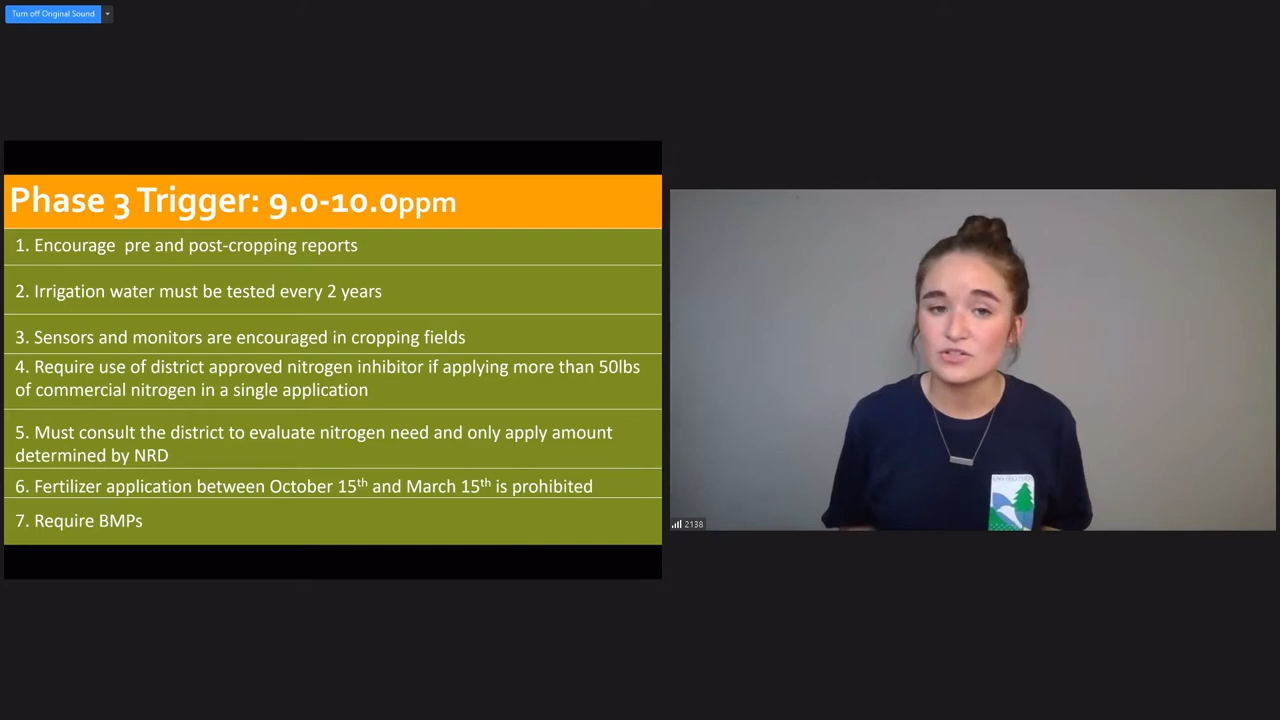 Turn off Original Sound
Phase 3 Trigger: 9.0-10.0ppm
1. Encourage  pre and post-cropping reports
2. Irrigation water must be tested every 2 years
3. Sensors and monitors are encouraged in cropping fields
4. Require use of district approved nitrogen inhibitor if applying more than 50lbs
of commercial nitrogen in a single application
5. Must consult the district to evaluate nitrogen need and only apply amount
determined by NRD
6. Fertilizer application between October 15th and March 15th is prohibited
7. Require BMPs
2138